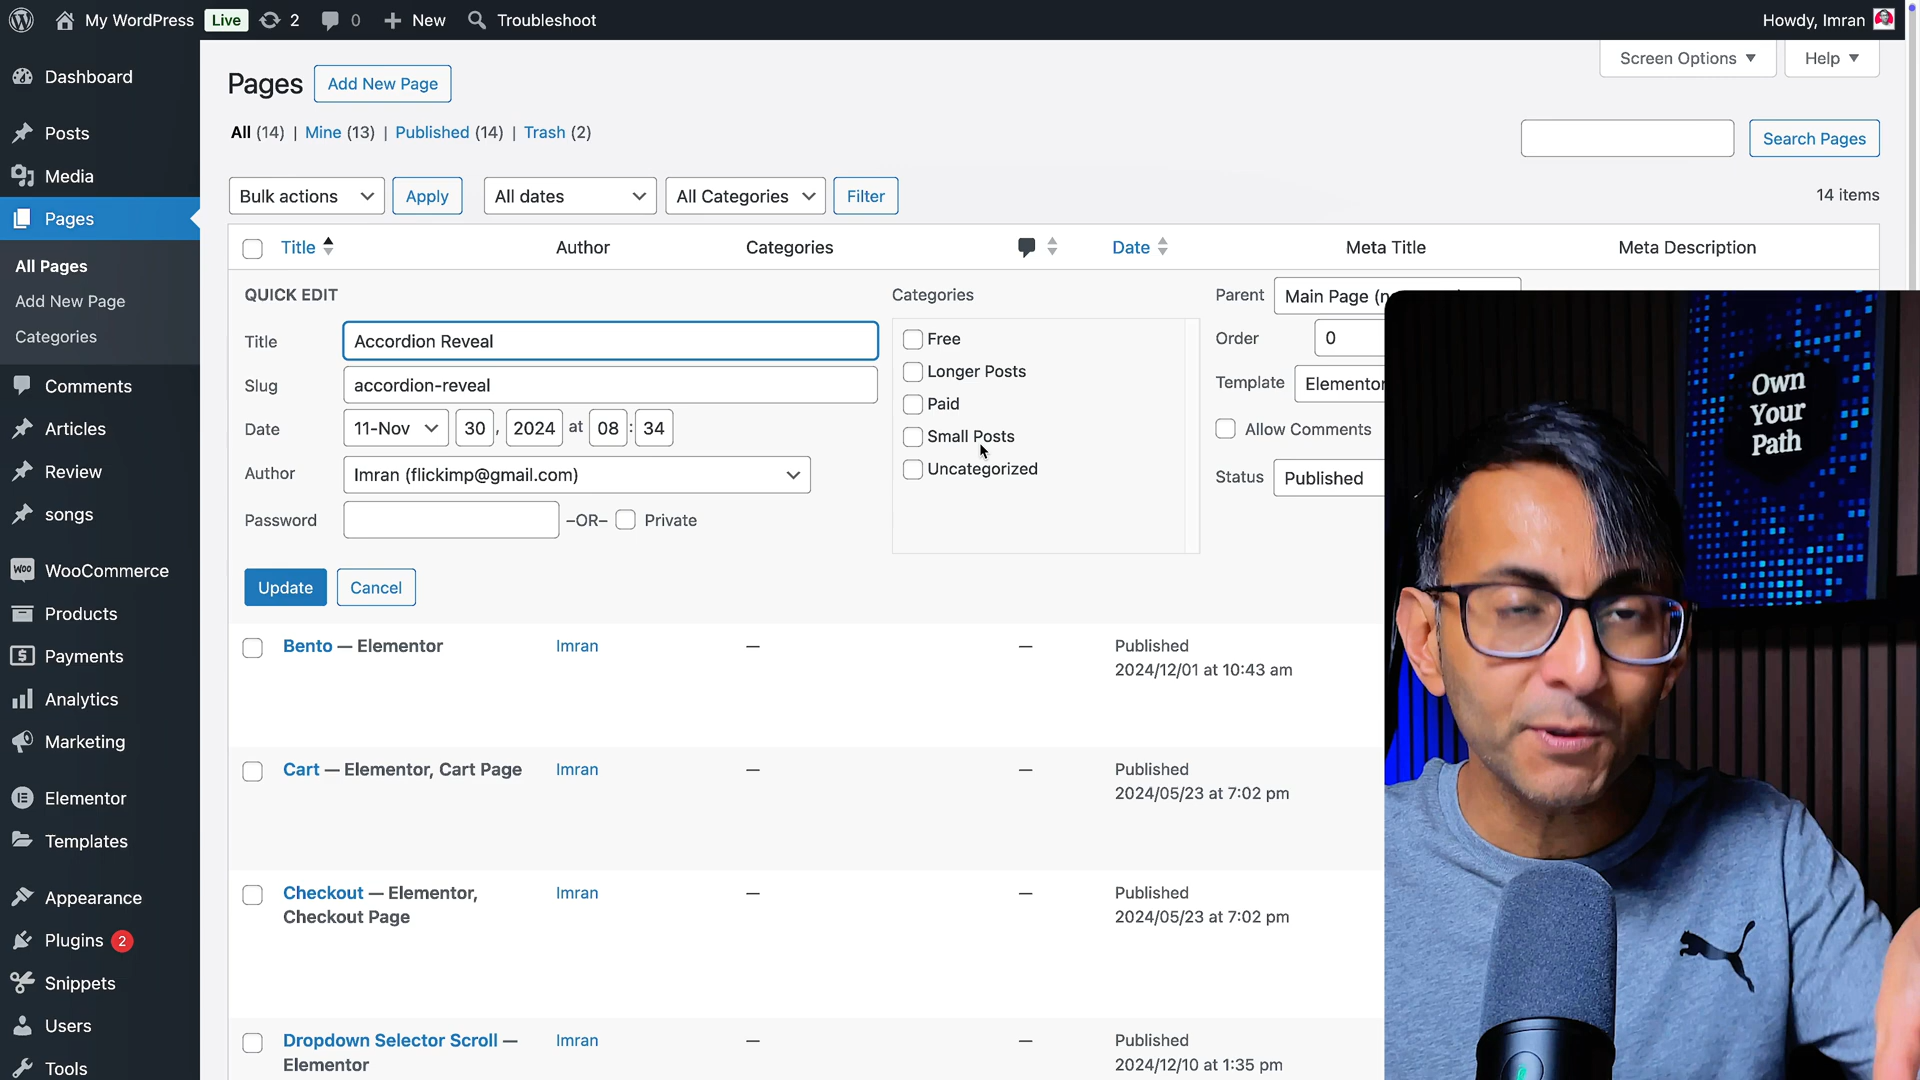 My WordPress Live 2 0 New Troubleshoot Howdy, Imran
Screen Options Help
Dashboard
Posts
Media
Pages
All Pages
Add New Page
Categories
Comments
Articles
Review
songs
WooCommerce
Products
Payments
Analytics
Marketing
Elementor
Templates
Appearance
Plugins 2
Snippets
Users
Tools
Pages Add New Page
All (14) | Mine (13) | Published (14) | Trash (2)
Search Pages
Bulk actions Apply All dates All Categories Filter
14 items
Title Author Categories Date Meta Title Meta Description
QUICK EDIT
Title Accordion Reveal
Slug accordion-reveal
Date 11-Nov 30, 2024 at 08 : 34
Author Imran (flickimp@gmail.com)
Password –OR– Private
Update Cancel
Categories
Free
Longer Posts
Paid
Small Posts
Uncategorized
Parent Main Page
Order 0
Template Elementor
Allow Comments
Status Published
Bento — Elementor Imran — — Published
2024/12/01 at 10:43 am
Cart — Elementor, Cart Page Imran — — Published
2024/05/23 at 7:02 pm
Checkout — Elementor, Imran — — Published
Checkout Page 2024/05/23 at 7:02 pm
Dropdown Selector Scroll — Imran — — Published
Elementor 2024/12/10 at 1:35 pm
Own
Your
Path